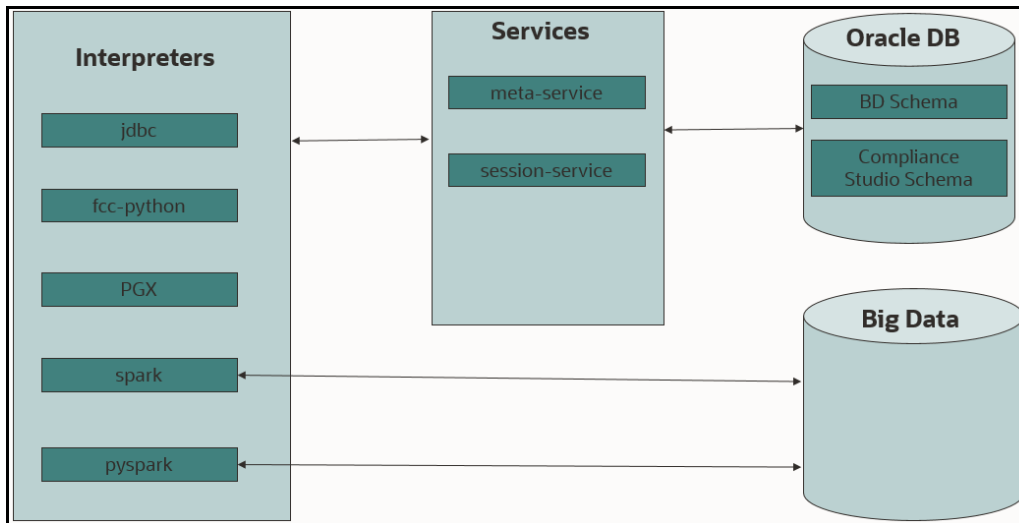 Interpreters
jdbc
fcc-python
PGX
spark
pyspark
Services
meta-service
session-service
Oracle DB
BD Schema
Compliance
Studio Schema
Big Data